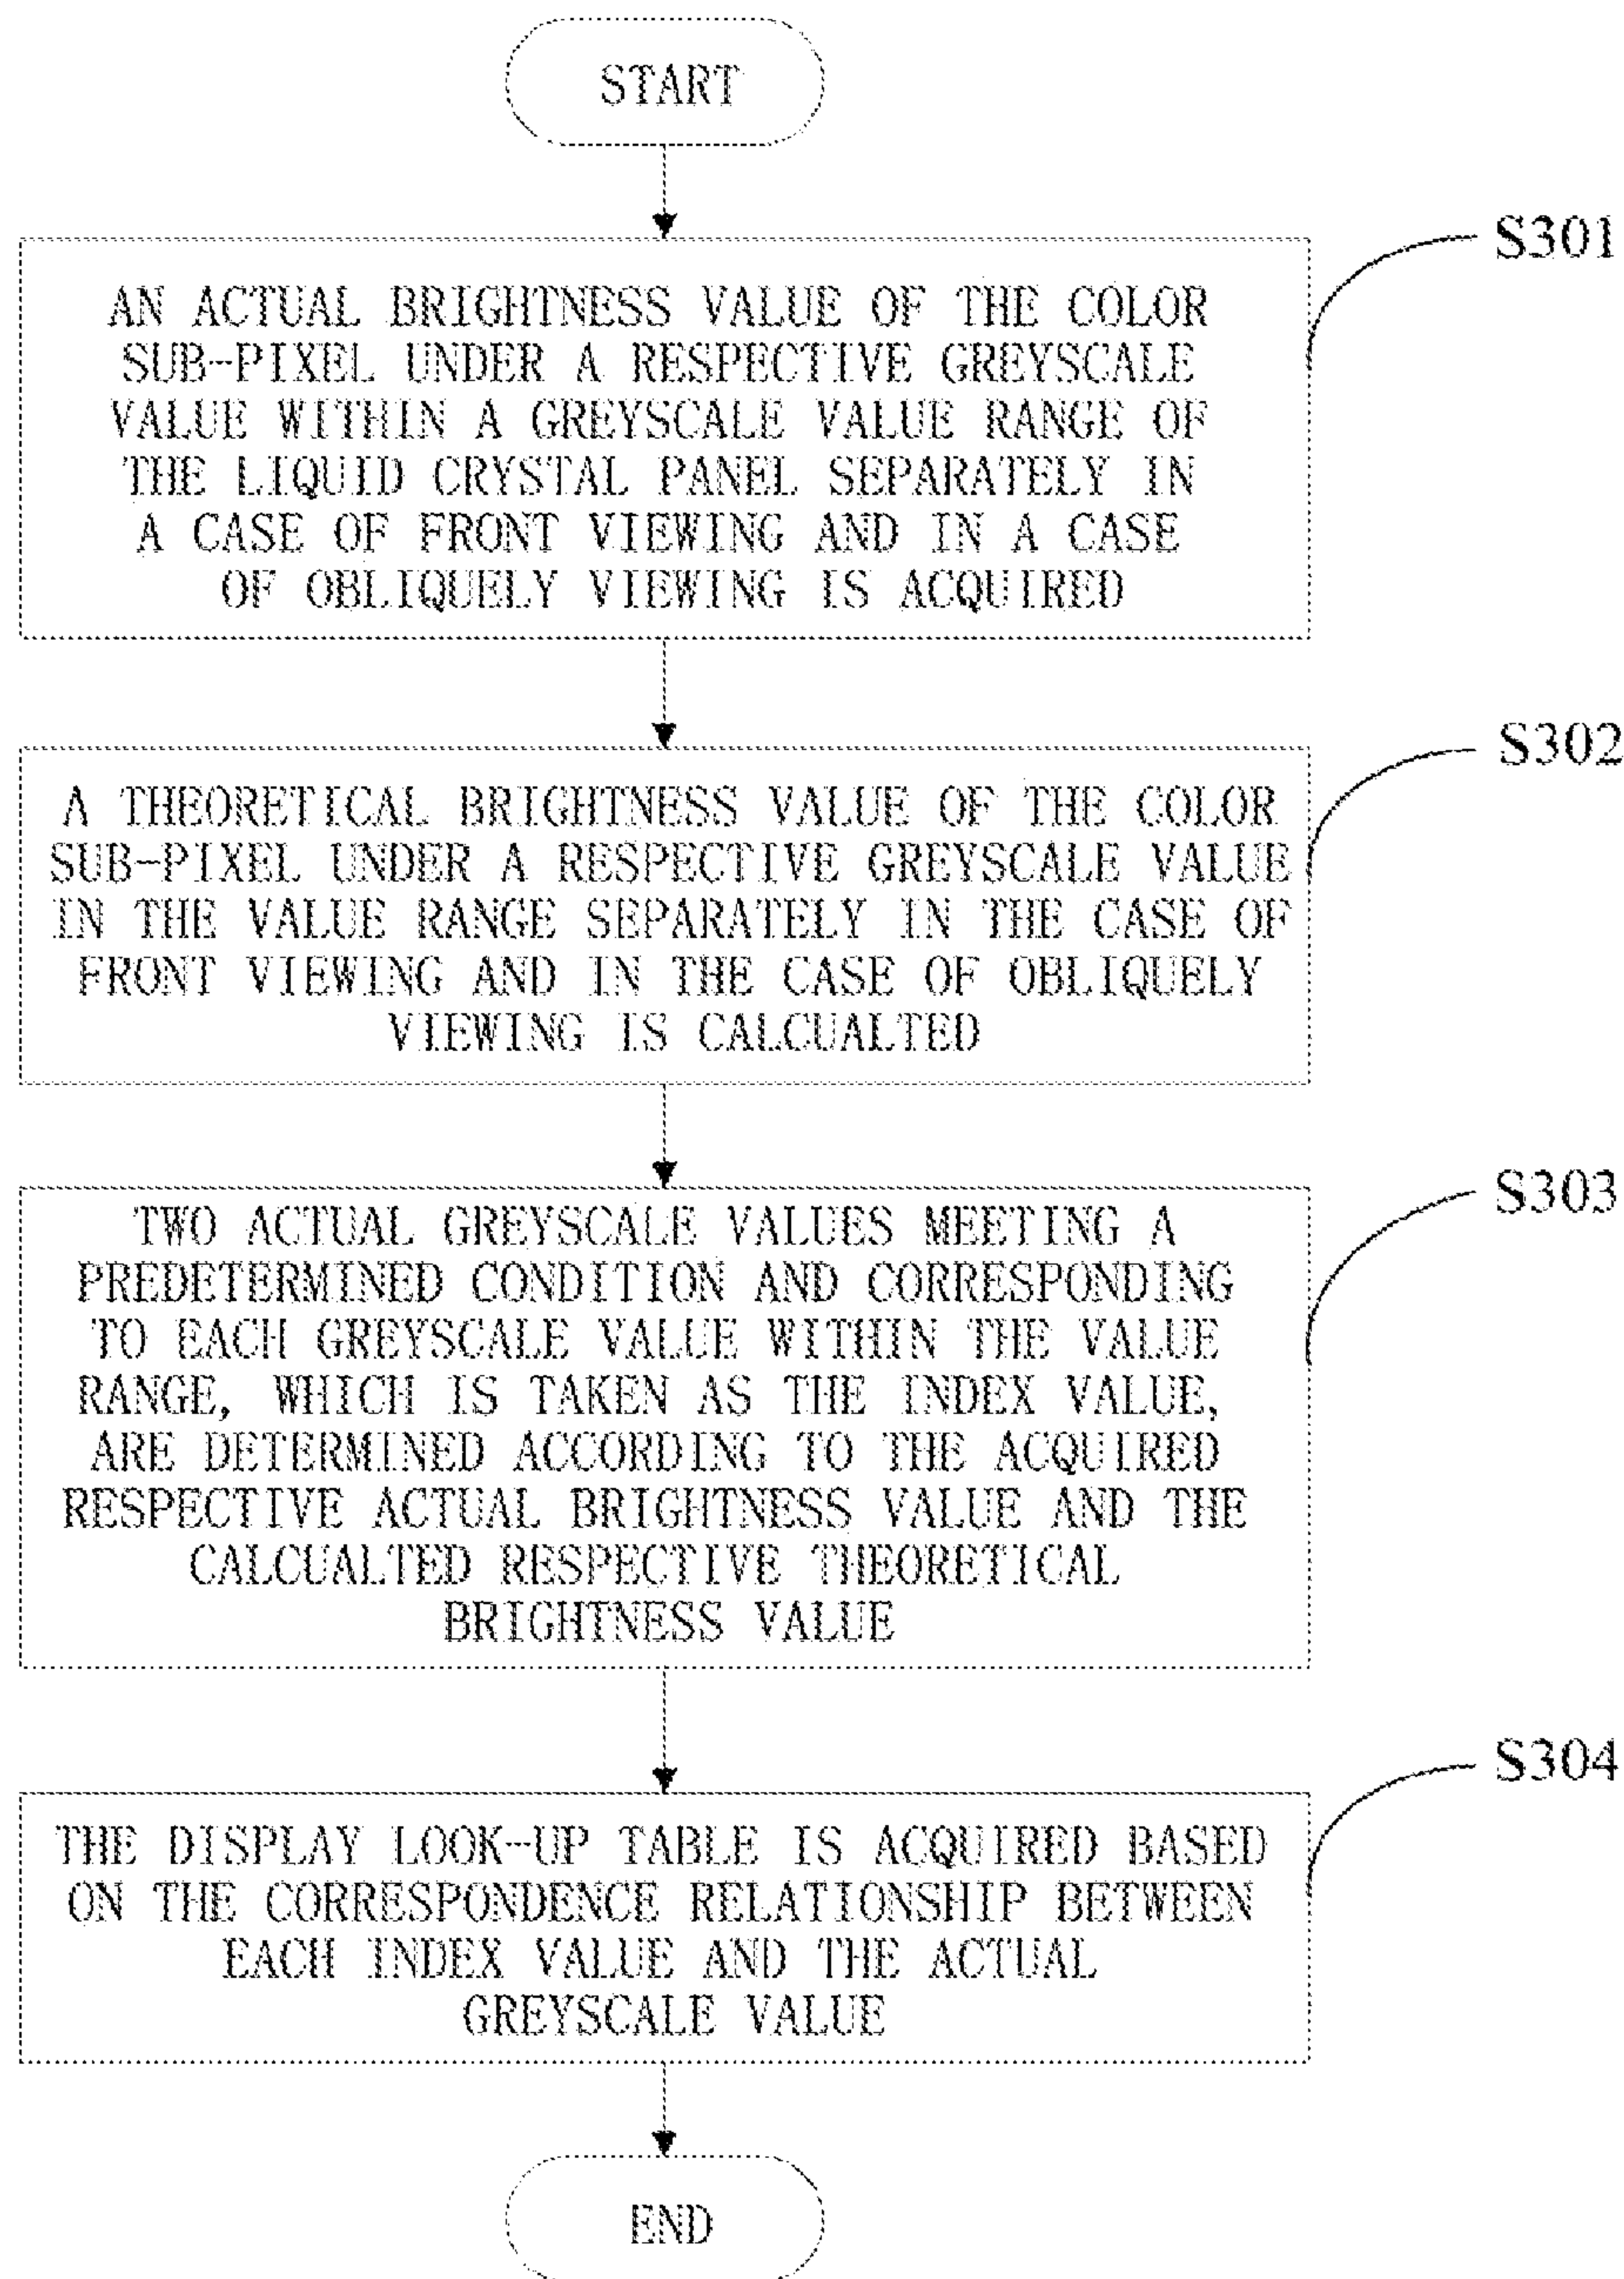 START
S301
AN ACTUAL BRIGHTNESS VALUE OF THE COLOR
SUB-PIXEL UNDER A RESPECTIVE GREYSCALE
VALUE WITHIN A GREYSCALE VALUE RANGE OF
THE LIQUID CRYSTAL PANEL SEPARATELY IN
A CASE OF FRONT VIEWING AND IN A CASE
OF OBLIQUELY VIEWING IS ACQUIRED
S302
A THEORETICAL BRIGHTNESS VALUE OF THE COLOR
SUB-PIXEL UNDER A RESPECTIVE GREYSCALE VALUE
IN THE VALUE RANGE SEPARATELY IN THE CASE OF
FRONT VIEWING AND IN THE CASE OF OBLIQUELY
VIEWING IS CALCUALTED
S303
TWO ACTUAL GREYSCALE VALUES MEETING A
PREDETERMINED CONDITION AND CORRESPONDING
TO EACH GREYSCALE VALUE WITHIN THE VALUE
RANGE, WHICH IS TAKEN AS THE INDEX VALUE,
ARE DETERMINED ACCORDING TO THE ACQUIRED
RESPECTIVE ACTUAL BRIGHTNESS VALUE AND THE
CALCUALTED RESPECTIVE THEORETICAL
BRIGHTNESS VALUE
S304
THE DISPLAY LOOK-UP TABLE IS ACQUIRED BASED
ON THE CORRESPONDENCE RELATIONSHIP BETWEEN
EACH INDEX VALUE AND THE ACTUAL
GREYSCALE VALUE
END